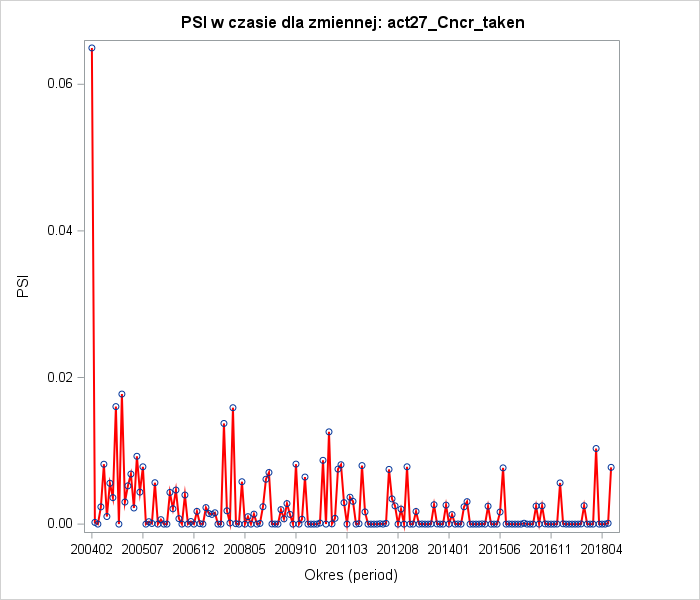 PSI w czasie dla zmiennej: act27_Cncr_taken
0.06
0.04
0.02
0.00
PSI
200402 200507 200612 200805 200910 201103 201208 201401 201506 201611 201804
Okres (period)